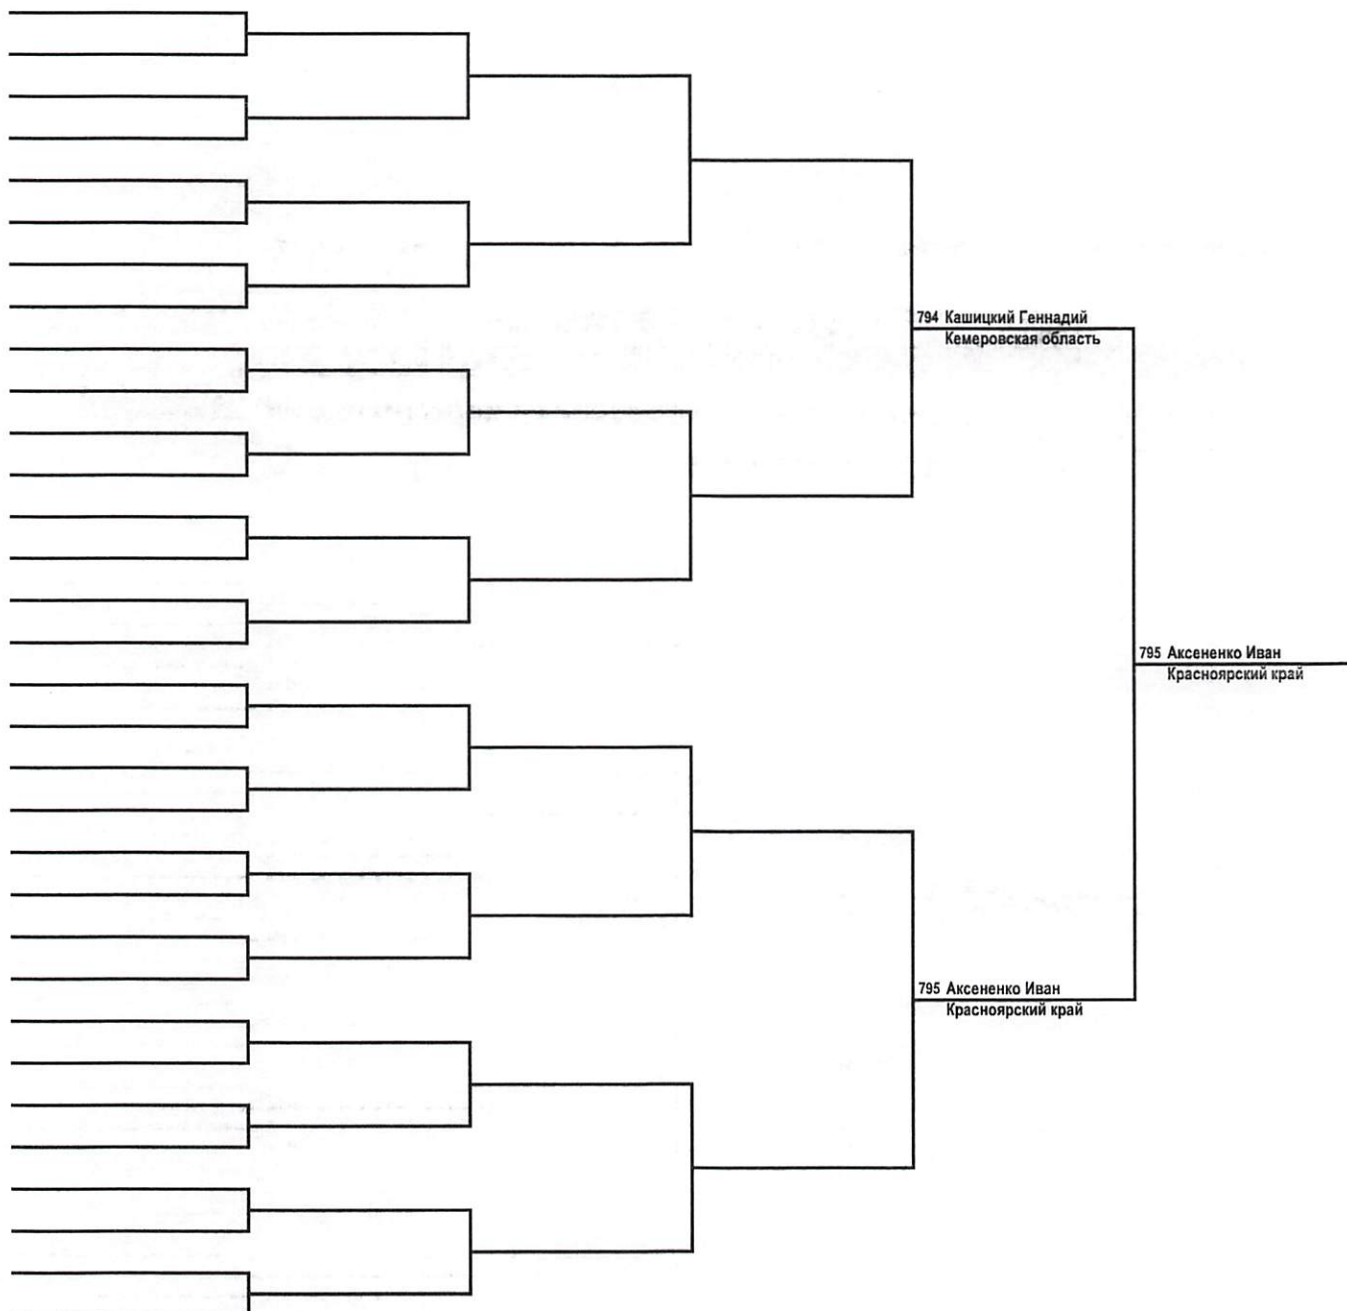 794 Кашицкий Геннадий
Кемеровская область
795 Аксененко Иван
Красноярский край
795 Аксененко Иван
Красноярский край